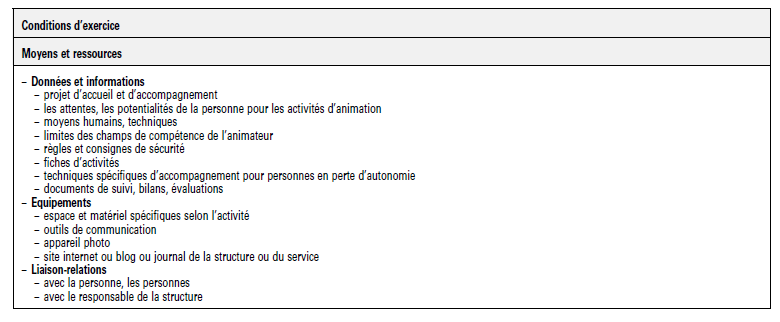 Conditions d’exercice
Moyens et ressources
– Données et informations
– projet d’accueil et d’accompagnement
– les attentes, les potentialités de la personne pour les activités d’animation
– moyens humains, techniques
– limites des champs de compétence de l’animateur
– règles et consignes de sécurité
– fiches d’activités
– techniques spécifiques d’accompagnement pour personnes en perte d’autonomie
– documents de suivi, bilans, évaluations
– Equipements
– espace et matériel spécifiques selon l’activité
– outils de communication
– appareil photo
– site internet ou blog ou journal de la structure ou du service
– Liaison-relations
– avec la personne, les personnes
– avec le responsable de la structure